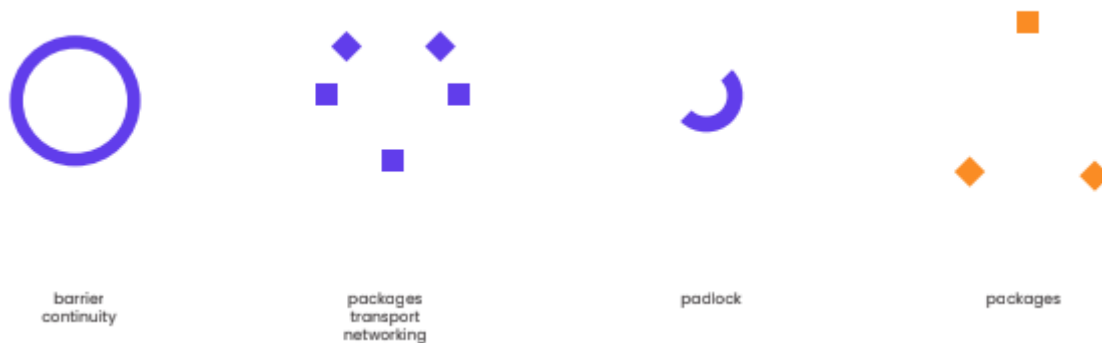 barrier
continuity
packages
transport
networking
padlock
packages